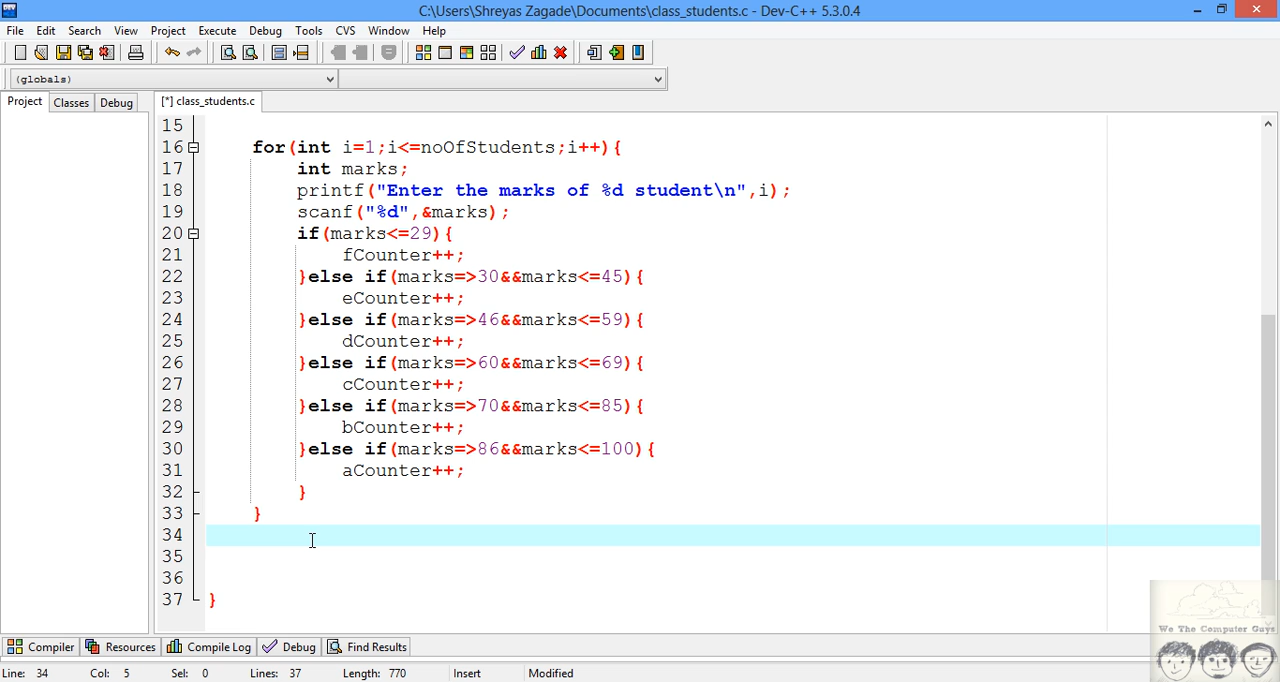 C:\Users\Shreyas Zagade\Documents\class_students.c - Dev-C++ 5.3.0.4
File Edit Search View Project Execute Debug Tools CVS Window Help
(globals)
Project Classes Debug [*] class_students.c
15
16 for(int i=1;i<=noOfStudents;i++){
17 int marks;
18 printf("Enter the marks of %d student\n",i);
19 scanf("%d",&marks);
20 if(marks<=29){
21 fCounter++;
22 }else if(marks=>30&&marks<=45){
23 eCounter++;
24 }else if(marks=>46&&marks<=59){
25 dCounter++;
26 }else if(marks=>60&&marks<=69){
27 cCounter++;
28 }else if(marks=>70&&marks<=85){
29 bCounter++;
30 }else if(marks=>86&&marks<=100){
31 aCounter++;
32 }
33 }
34
35
36
37 }
We The Computer Guys
Compiler Resources Compile Log Debug Find Results
Line: 34 Col: 5 Sel: 0 Lines: 37 Length: 770 Insert Modified